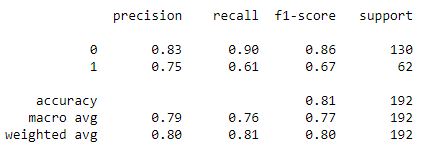 precision recall f1-score support
0 0.83 0.90 0.86 130
1 0.75 0.61 0.67 62
accuracy 0.81 192
macro avg 0.79 0.76 0.77 192
weighted avg 0.80 0.81 0.80 192